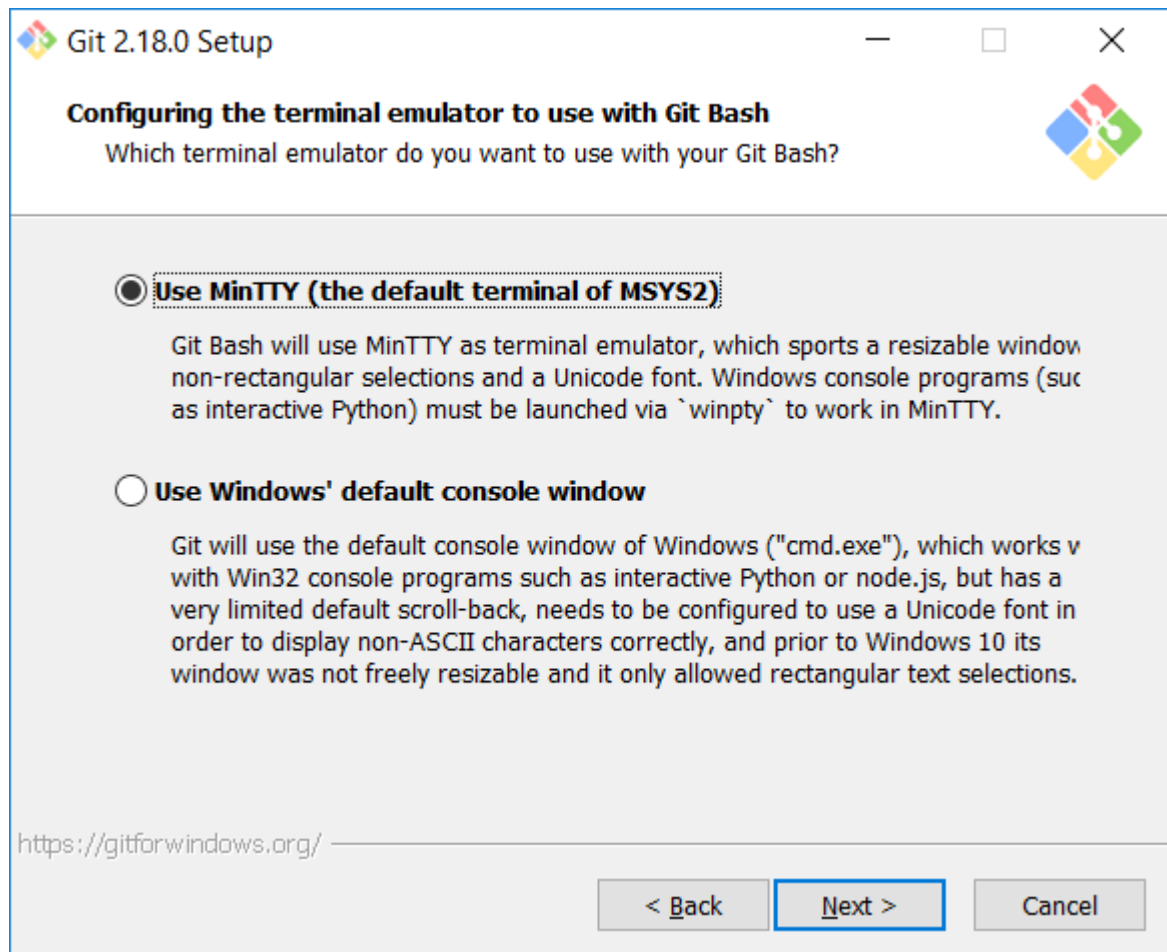 Git 2.18.0 Setup
Configuring the terminal emulator to use with Git Bash
Which terminal emulator do you want to use with your Git Bash?
Use MinTTY (the default terminal of MSYS2)
Git Bash will use MinTTY as terminal emulator, which sports a resizable window
non-rectangular selections and a Unicode font. Windows console programs (suc
as interactive Python) must be launched via `winpty` to work in MinTTY.
Use Windows' default console window
Git will use the default console window of Windows ("cmd.exe"), which works w
with Win32 console programs such as interactive Python or node.js, but has a
very limited default scroll-back, needs to be configured to use a Unicode font in
order to display non-ASCII characters correctly, and prior to Windows 10 its
window was not freely resizable and it only allowed rectangular text selections.
https://gitforwindows.org/
< Back Next > Cancel